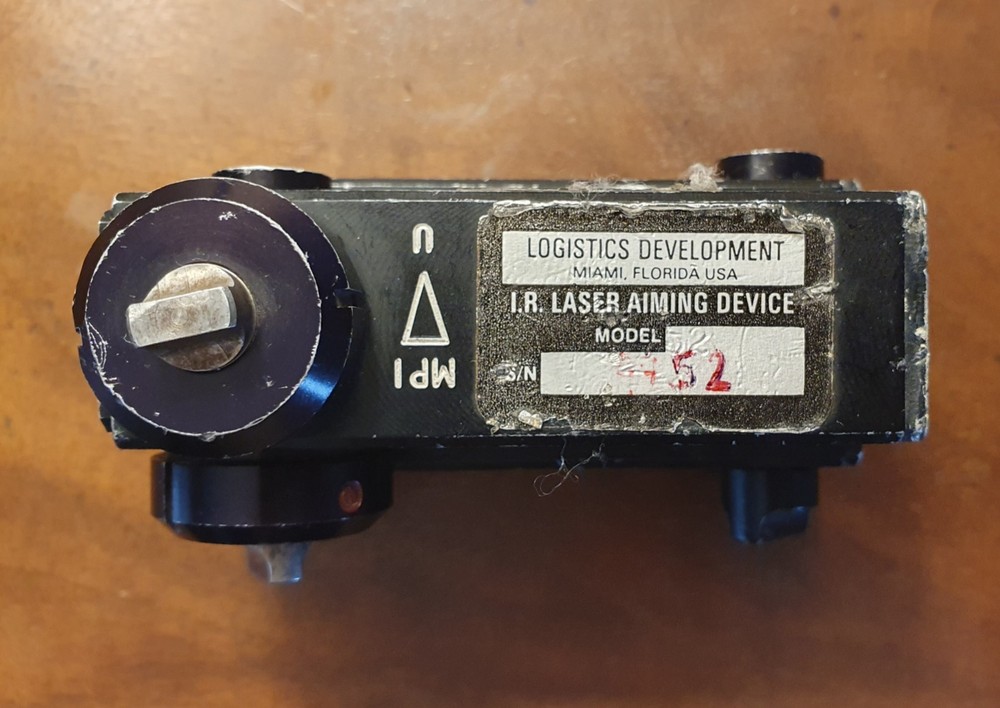 U
MPI
LOGISTICS DEVELOPMENT
MIAMI, FLORIDA USA
I.R. LASER AIMING DEVICE
MODEL
S/N 52